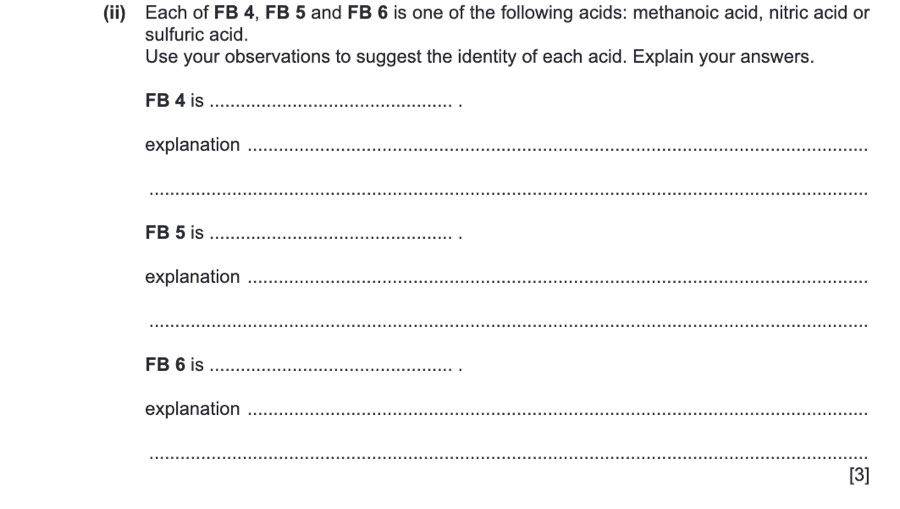 (ii) Each of FB 4, FB 5 and FB 6 is one of the following acids: methanoic acid, nitric acid or
sulfuric acid.
Use your observations to suggest the identity of each acid. Explain your answers.
FB 4 is .................................................. .
explanation ....................................................................................................................
......................................................................................................................................
FB 5 is .................................................. .
explanation ....................................................................................................................
......................................................................................................................................
FB 6 is .................................................. .
explanation ....................................................................................................................
......................................................................................................................................
[3]